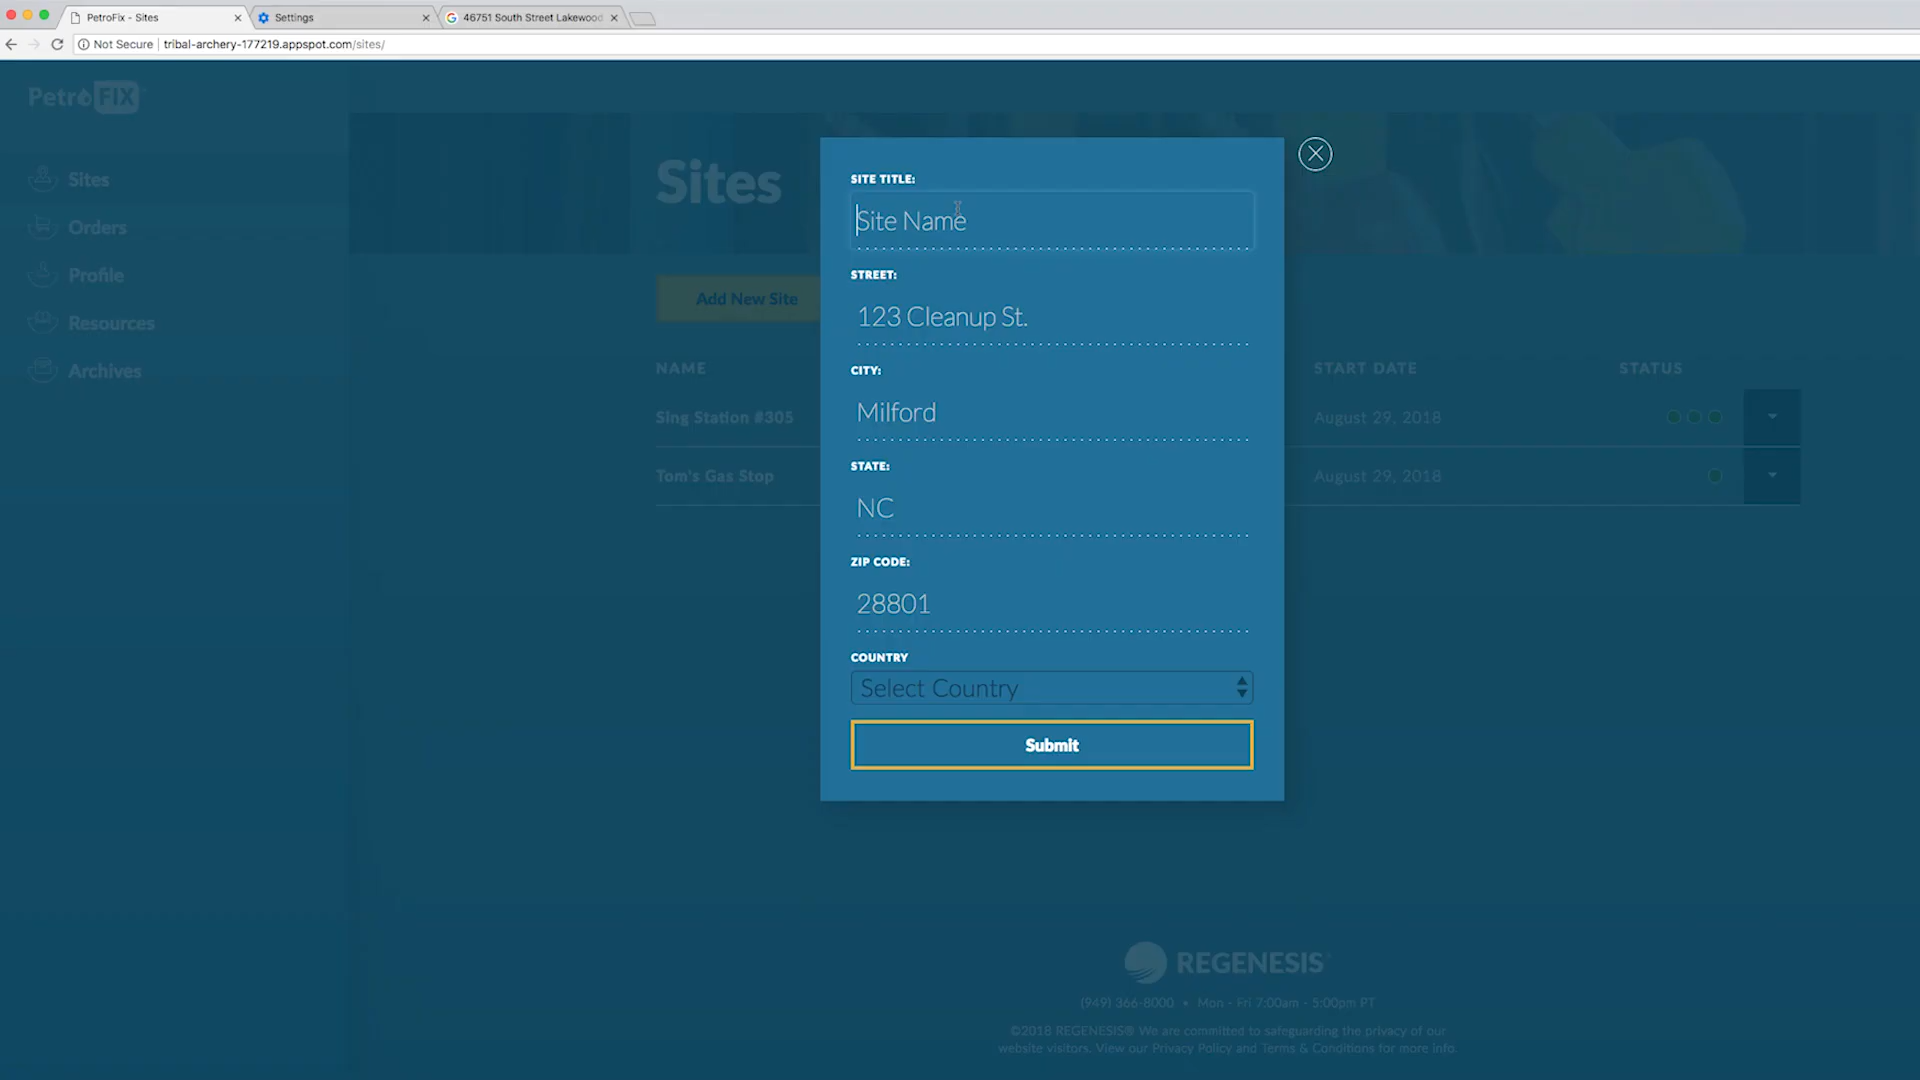 PetroFix - Sites
Settings
46751 South Street Lakewood
Not Secure | tribal-archery-177219.appspot.com/sites/
PetroFIX
Sites
Orders
Profile
Resources
Archives
Sites
Add New Site
NAME
START DATE
STATUS
Sing Station #305
August 29, 2018
Tom's Gas Stop
August 29, 2018
SITE TITLE:
Site Name
STREET:
123 Cleanup St.
CITY:
Milford
STATE:
NC
ZIP CODE:
28801
COUNTRY
Select Country
Submit
REGENESIS
(949) 366-8000 • Mon - Fri 7:00am - 5:00pm PT
©2018 REGENESIS® We are committed to safeguarding the privacy of our
website visitors. View our Privacy Policy and Terms & Conditions for more info.